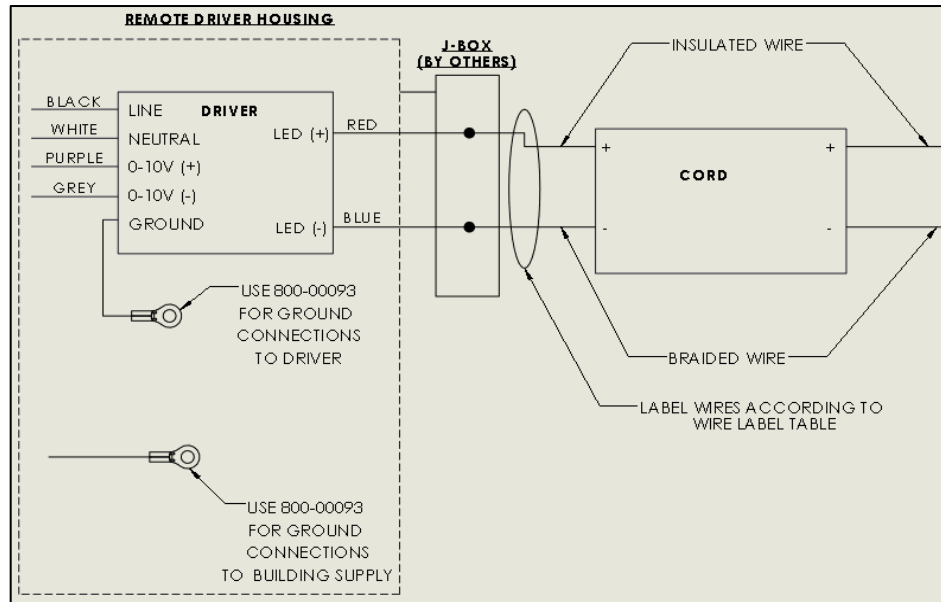 REMOTE DRIVER HOUSING
J-BOX
(BY OTHERS)
INSULATED WIRE
BLACK
WHITE
PURPLE
GREY
LINE
DRIVER
NEUTRAL
0-10V (+)
0-10V (-)
GROUND
LED (+)
LED (-)
RED
BLUE
+
+
CORD
-
-
USE 800-00093
FOR GROUND
CONNECTIONS
TO DRIVER
BRAIDED WIRE
LABEL WIRES ACCORDING TO
WIRE LABEL TABLE
USE 800-00093
FOR GROUND
CONNECTIONS
TO BUILDING SUPPLY